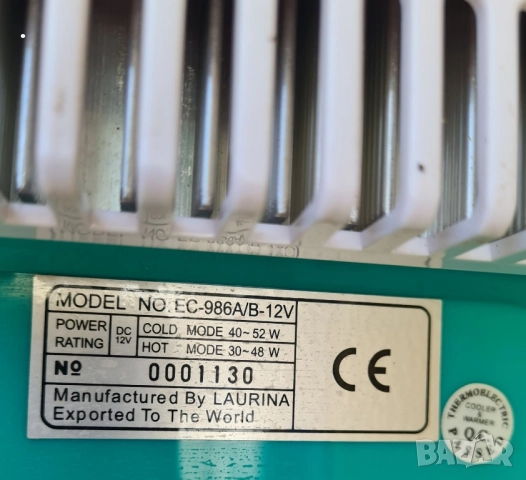 MODEL NO.EC-986A/B-12V
POWER RATING
DC 12V
COLD MODE 40~52 W
HOT MODE 30~48 W
Nº 0001130
Manufactured By LAURINA
Exported To The World
CE
THERMOELECTRIC
COOLER
&
WARMER
QC
bazar